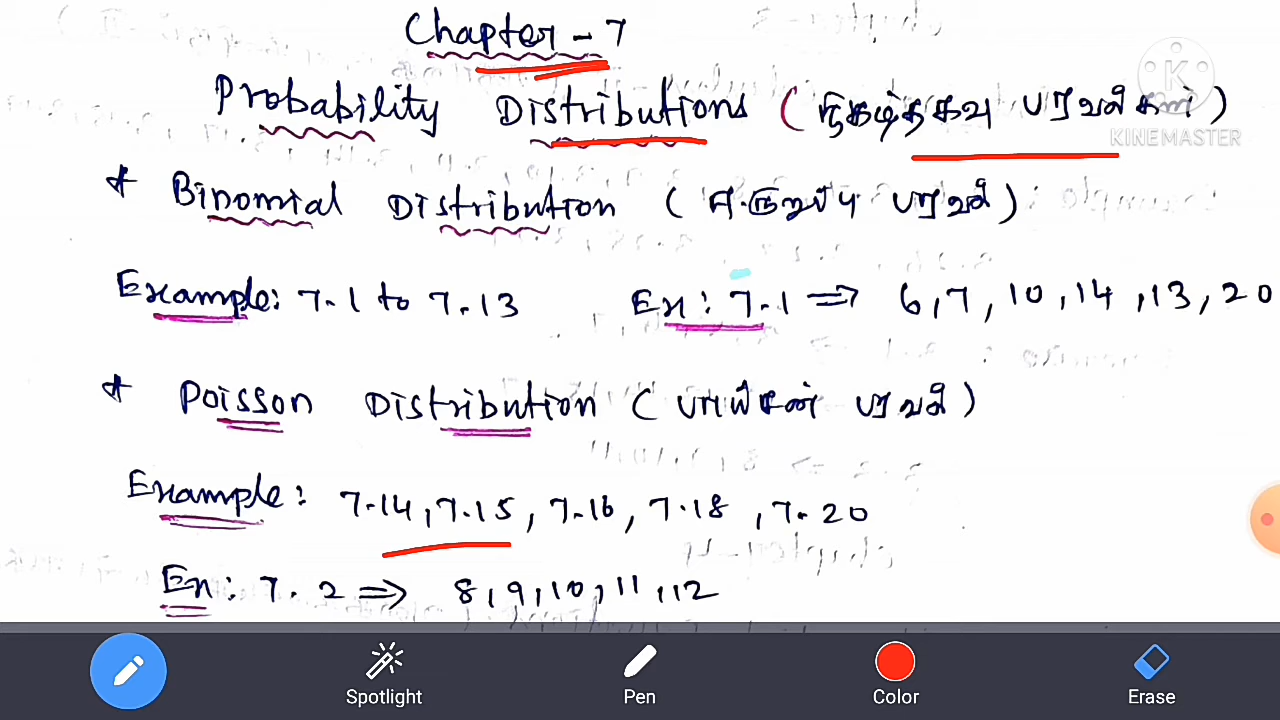 Chapter - 7
Probability Distributions (நிகழ்தகவு பரவல்கள்)
KINEMASTER
* Binomial Distribution (ஈருறுப்பு பரவல்)
Example: 7.1 to 7.13 Ex: 7.1 ⇒ 6, 7, 10, 14, 13, 20
* Poisson Distribution (பாய்சான் பரவல்)
Example: 7.14, 7.15, 7.16, 7.18, 7.20
Ex: 7.2 ⇒ 8, 9, 10, 11, 12
Spotlight Pen Color Erase